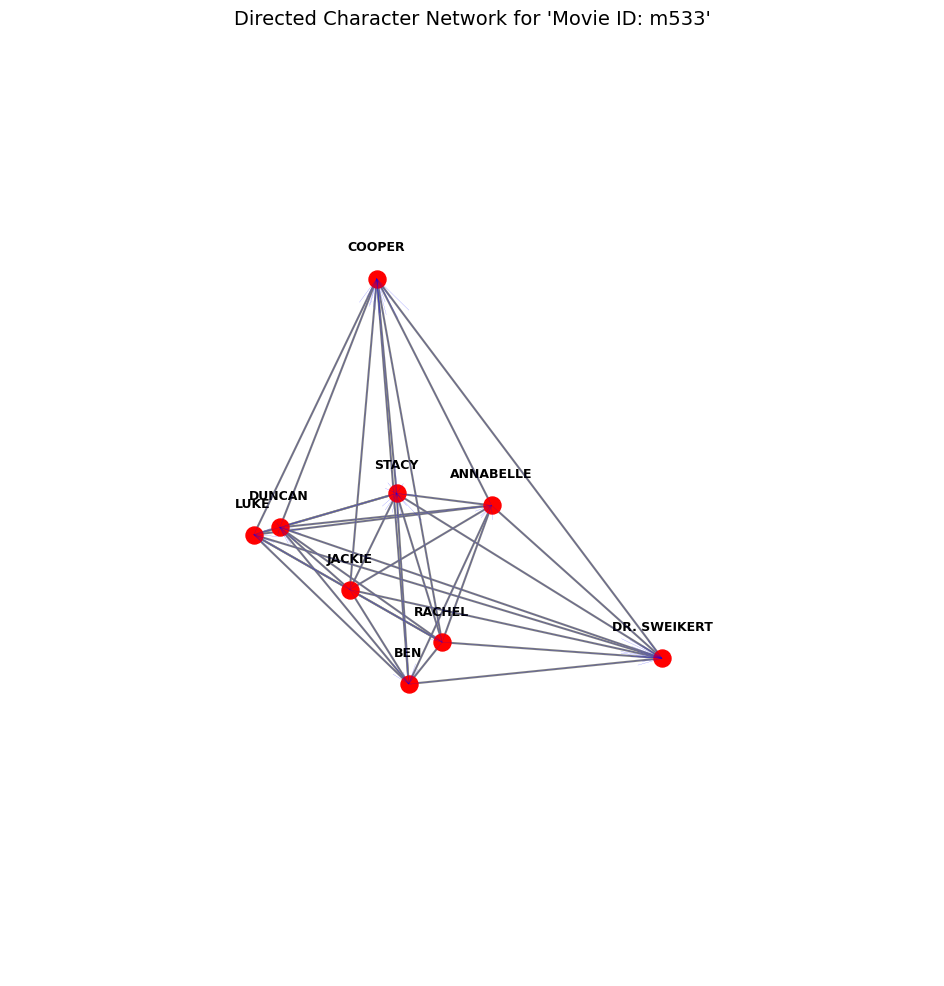 Directed Character Network for 'Movie ID: m533'
COOPER
STACY
ANNABELLE
DUNCAN
LUKE
JACKIE
RACHEL
DR. SWEIKERT
BEN